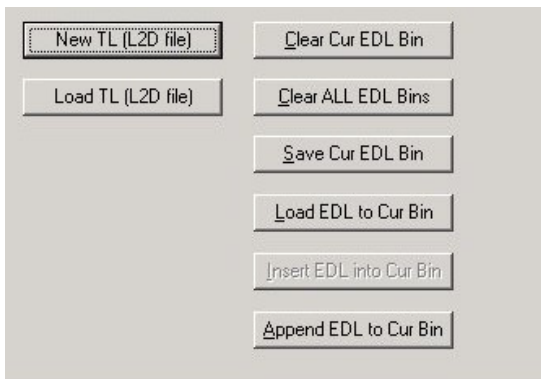 New TL (L2D file)
Clear Cur EDL Bin
Load TL (L2D file)
Clear ALL EDL Bins
Save Cur EDL Bin
Load EDL to Cur Bin
Insert EDL into Cur Bin
Append EDL to Cur Bin